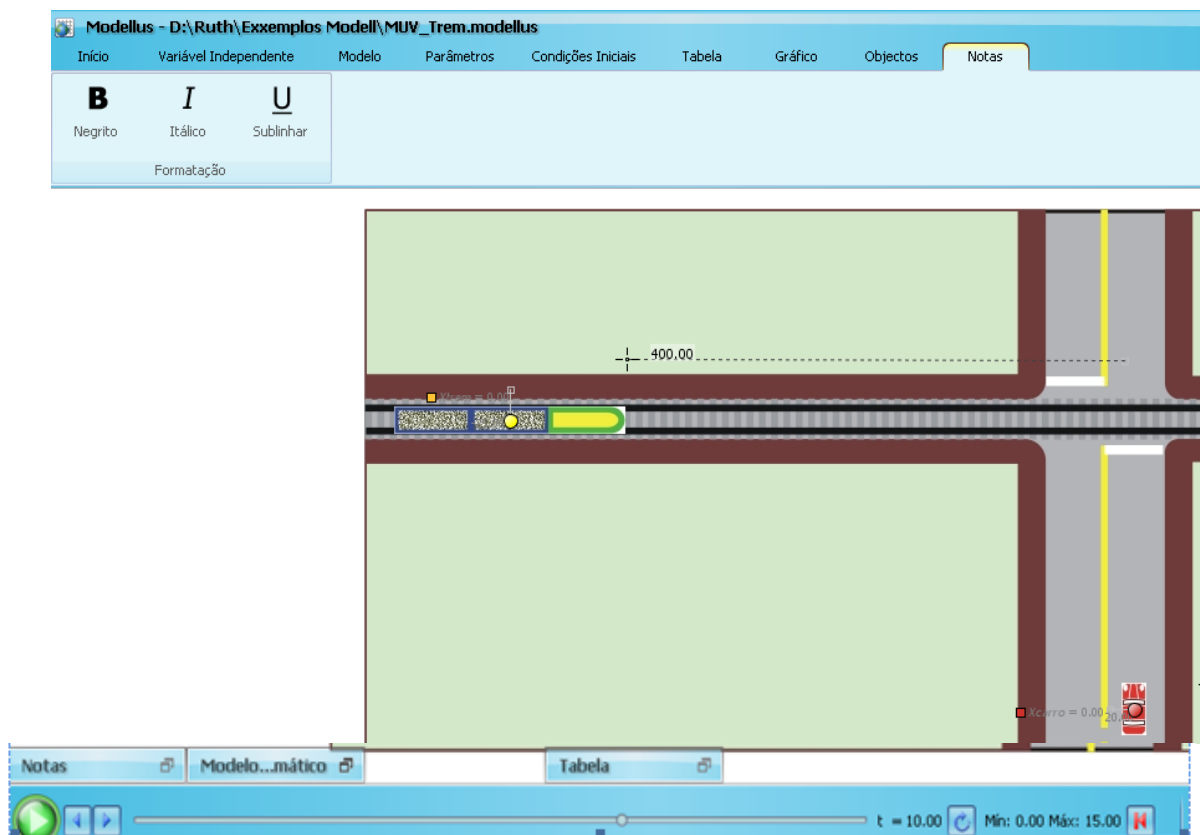 Modellus - D:\Ruth\Exxemplos Modell\MUV_Trem.modellus
Início Variável Independente Modelo Parâmetros Condições Iniciais Tabela Gráfico Objectos Notas
B I U
Negrito Itálico Sublinhar
Formatação
400,00
= 0.00
Xcarro = 0.00
Notas Modelo...mático Tabela
t = 10.00 Mín: 0.00 Máx: 15.00